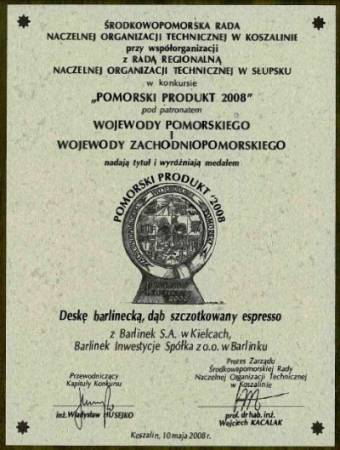 ŚRODKOWOPOMORSKA RADA
NACZELNEJ ORGANIZACJI TECHNICZNEJ W KOSZALINIE
przy współorganizacji
z RADĄ REGIONALNĄ
NACZELNEJ ORGANIZACJI TECHNICZNEJ W SŁUPSKU
w konkursie
„POMORSKI PRODUKT '2008"
pod patronatem
WOJEWODY POMORSKIEGO
I
WOJEWODY ZACHODNIOPOMORSKIEGO
nadają tytuł i wyróżniają medalem
POMORSKI PRODUKT '2008
Deskę barlinecką, dąb szczotkowany espresso
z Barlinek S.A. w Kielcach,
Barlinek Inwestycje Spółka z o.o. w Barlinku
Przewodniczący
Kapituły Konkursu
inż. Władysław HUSEJKO
Prezes Zarządu
Środkowopomorskiej Rady
Naczelnej Organizacji Technicznej
w Koszalinie
prof. dr hab. inż.
Wojciech KACALAK
Koszalin, 10 maja 2008 r.